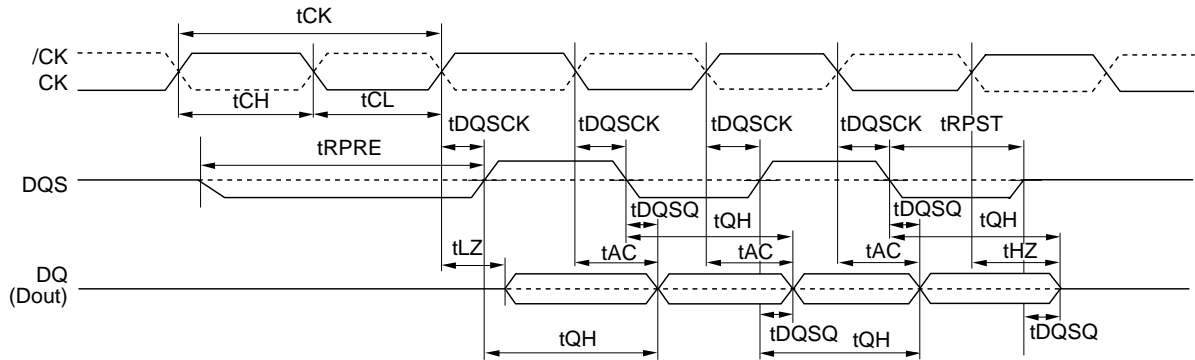 tCK
/CK
CK
tCH tCL
tDQSCK tDQSCK tDQSCK tDQSCK tRPST
tRPRE
DQS
tDQSQ tQH tDQSQ tQH
tLZ tAC tAC tAC tHZ
DQ
(Dout)
tQH tDQSQ tQH tDQSQ